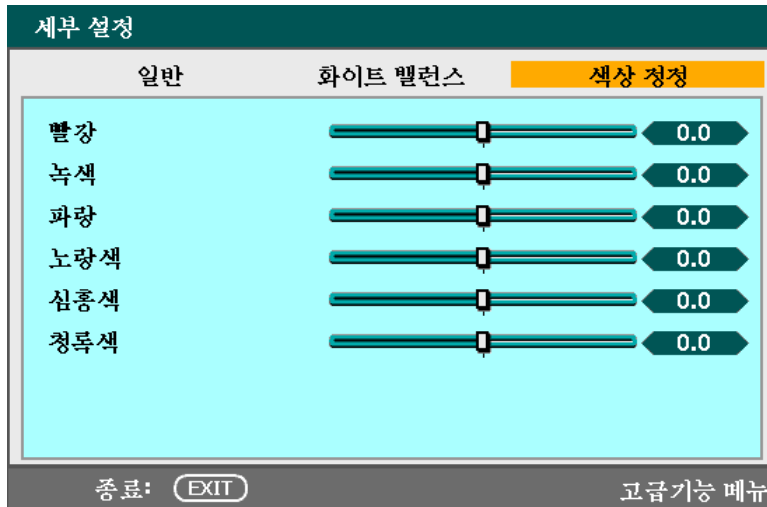 세부 설정
일반 화이트 밸런스 색상 정정
빨강 0.0
녹색 0.0
파랑 0.0
노랑색 0.0
심홍색 0.0
청록색 0.0
종료: EXIT 고급기능 메뉴